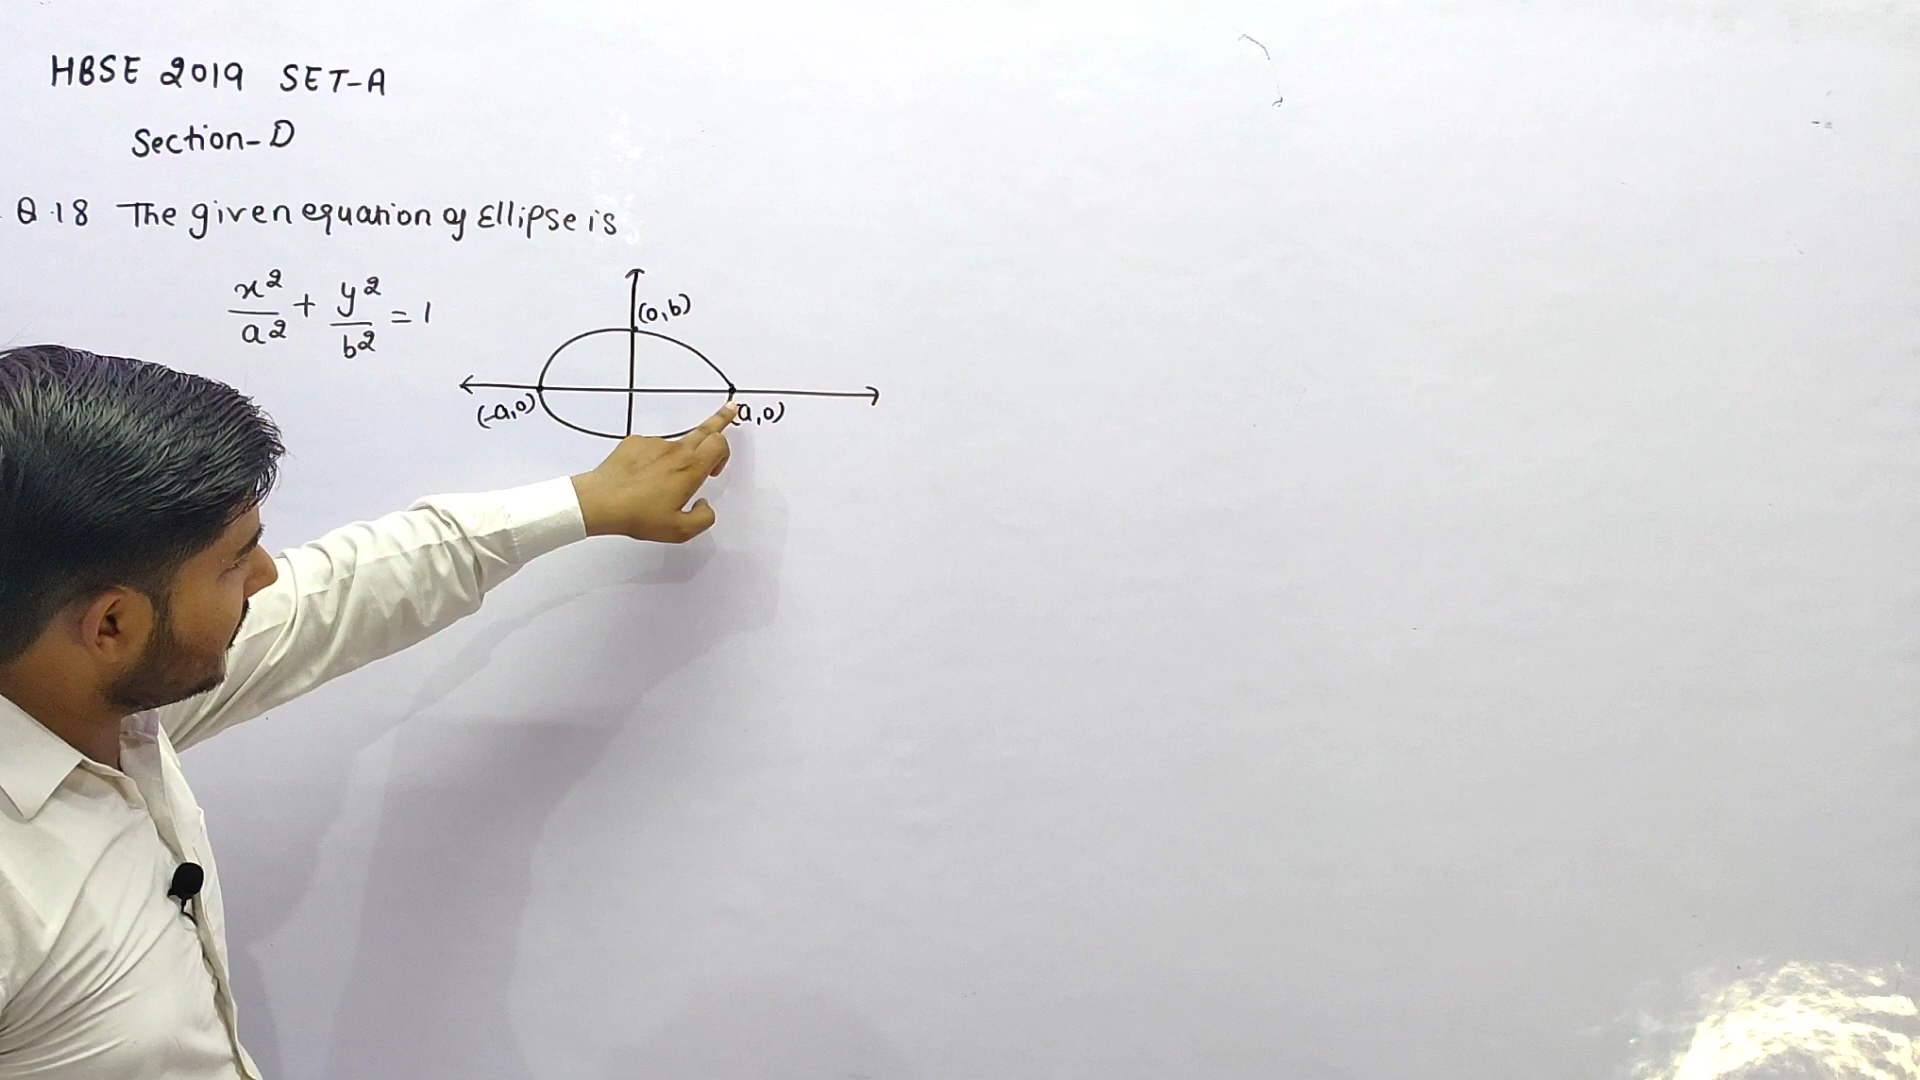 HBSE 2019 SET-A
Section-D
Q.18 The given equation of Ellipse is
x²/a² + y²/b² = 1
(0,b)
(-a,0)
(a,0)